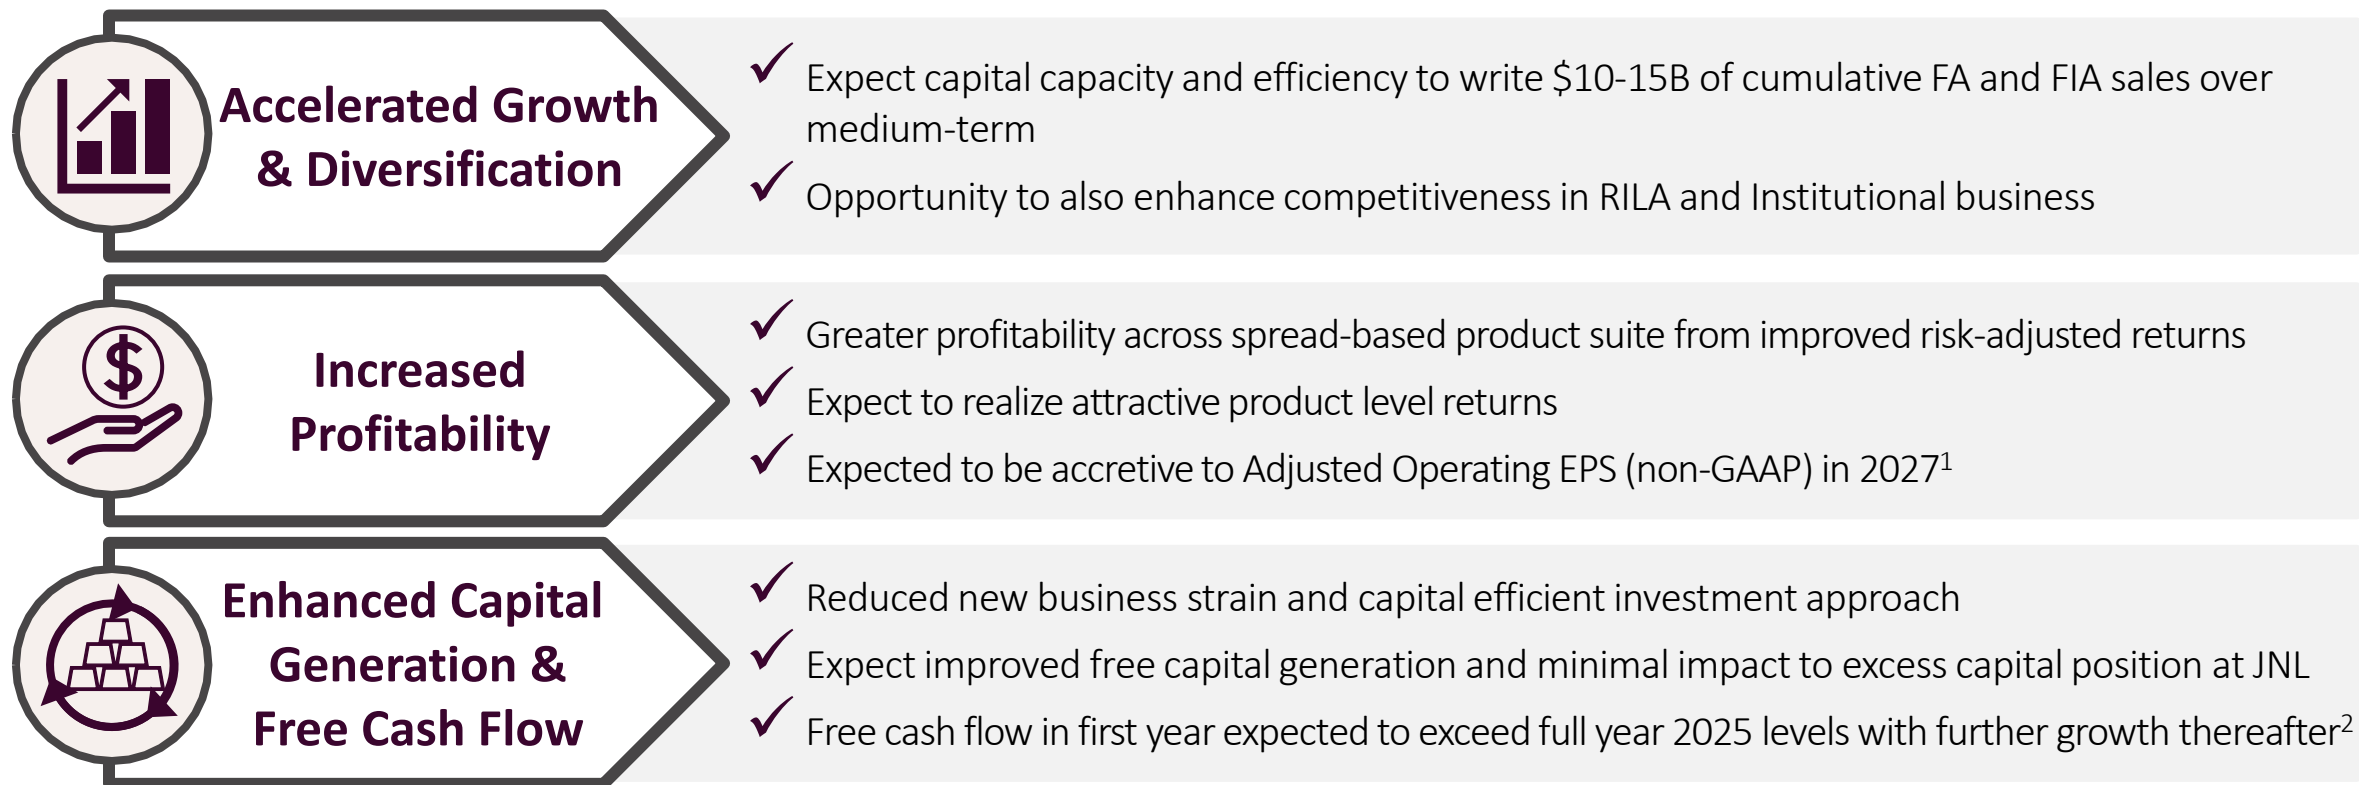 Accelerated Growth
& Diversification
✓ Expect capital capacity and efficiency to write $10-15B of cumulative FA and FIA sales over
medium-term
✓ Opportunity to also enhance competitiveness in RILA and Institutional business
$
Increased
Profitability
✓ Greater profitability across spread-based product suite from improved risk-adjusted returns
✓ Expect to realize attractive product level returns
✓ Expected to be accretive to Adjusted Operating EPS (non-GAAP) in 2027¹
Enhanced Capital
Generation &
Free Cash Flow
✓ Reduced new business strain and capital efficient investment approach
✓ Expect improved free capital generation and minimal impact to excess capital position at JNL
✓ Free cash flow in first year expected to exceed full year 2025 levels with further growth thereafter²